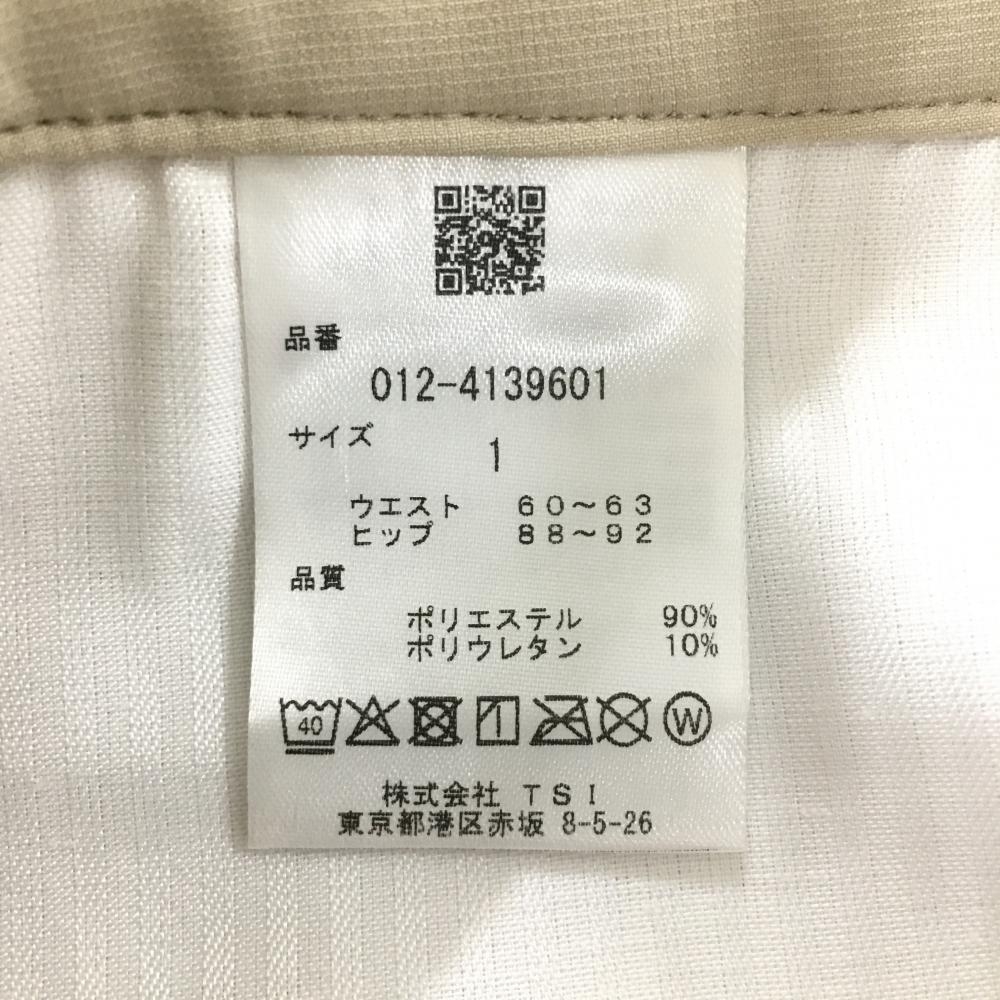 品番
012-4139601
サイズ
1
ウエスト 60〜63
ヒップ 88〜92
品質
ポリエステル 90%
ポリウレタン 10%
40 W
株式会社 TSI
東京都港区赤坂 8-5-26